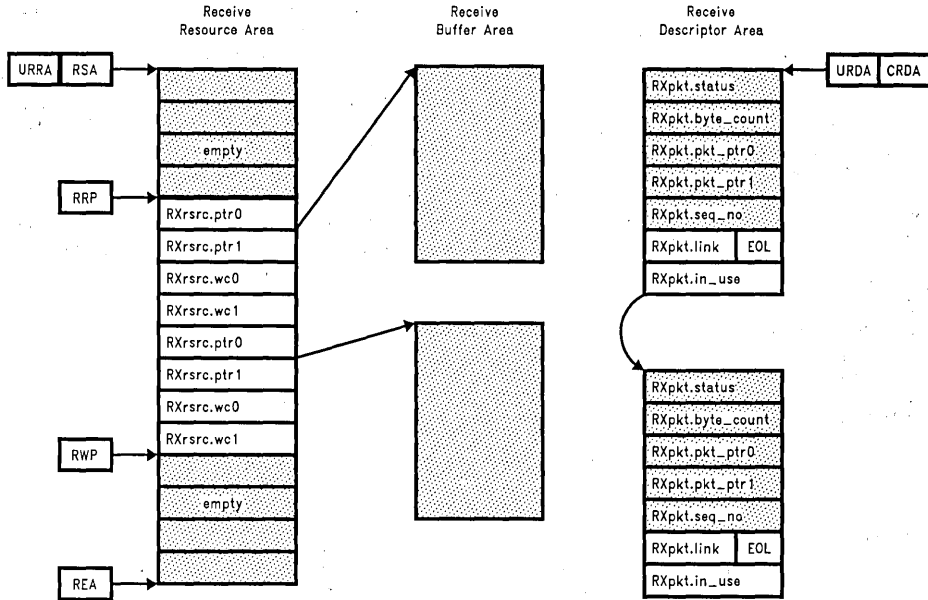 Receive
Resource Area
Receive
Buffer Area
Receive
Descriptor Area
URRA RSA
URDA CRDA
empty
RRP
RXrsrc.ptr0
RXrsrc.ptr1
RXrsrc.wc0
RXrsrc.wc1
RXrsrc.ptr0
RXrsrc.ptr1
RXrsrc.wc0
RXrsrc.wc1
RWP
empty
REA
RXpkt.status
RXpkt.byte_count
RXpkt.pkt_ptr0
RXpkt.pkt_ptr1
RXpkt.seq_no
RXpkt.link EOL
RXpkt.in_use
RXpkt.status
RXpkt.byte_count
RXpkt.pkt_ptr0
RXpkt.pkt_ptr1
RXpkt.seq_no
RXpkt.link EOL
RXpkt.in_use